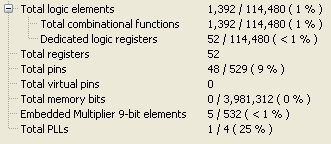 Total logic elements 1,392 / 114,480 ( 1 % )
Total combinational functions 1,392 / 114,480 ( 1 % )
Dedicated logic registers 52 / 114,480 ( < 1 % )
Total registers 52
Total pins 48 / 529 ( 9 % )
Total virtual pins 0
Total memory bits 0 / 3,981,312 ( 0 % )
Embedded Multiplier 9-bit elements 5 / 532 ( < 1 % )
Total PLLs 1 / 4 ( 25 % )